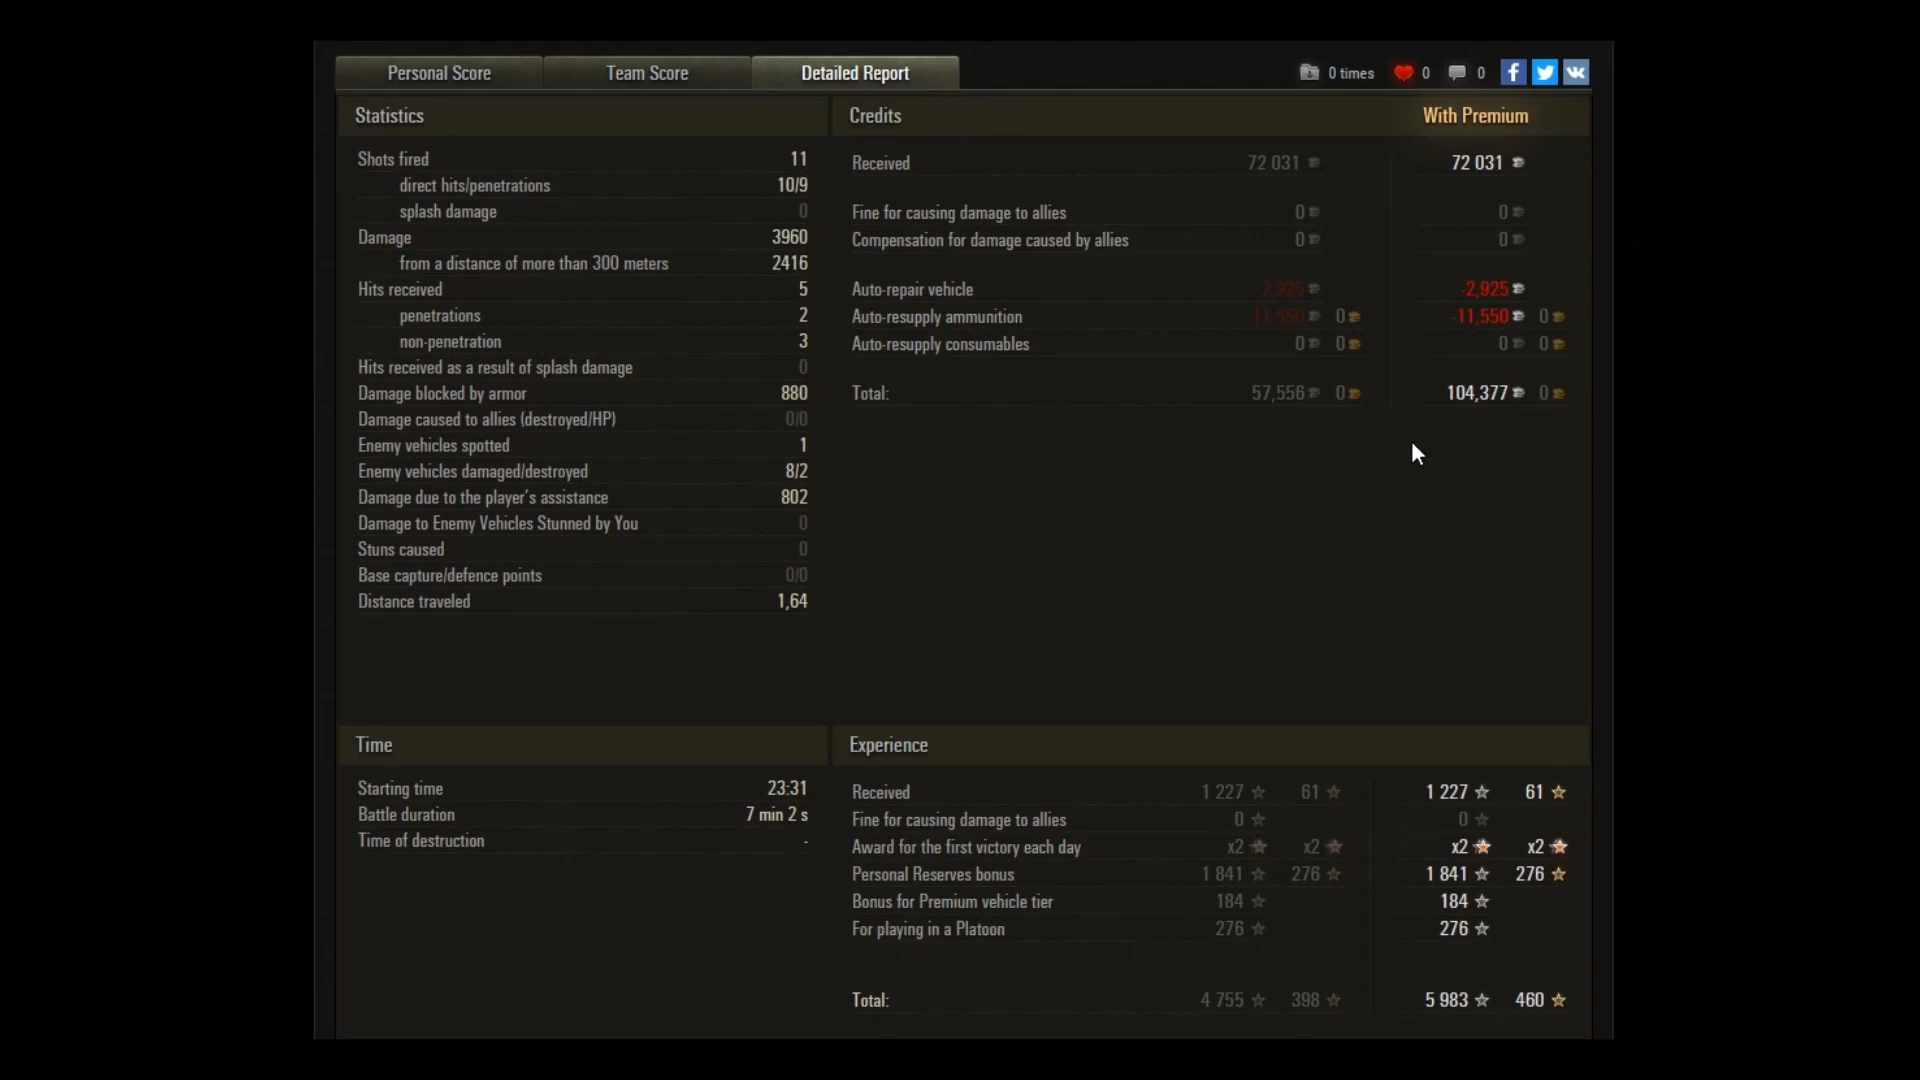 Personal Score Team Score Detailed Report 0 times 0 0
Statistics
Shots fired 11
direct hits/penetrations 10/9
splash damage 0
Damage 3960
from a distance of more than 300 meters 2416
Hits received 5
penetrations 2
non-penetration 3
Hits received as a result of splash damage 0
Damage blocked by armor 880
Damage caused to allies (destroyed/HP) 0/0
Enemy vehicles spotted 1
Enemy vehicles damaged/destroyed 8/2
Damage due to the player's assistance 802
Damage to Enemy Vehicles Stunned by You 0
Stuns caused 0
Base capture/defence points 0/0
Distance traveled 1,64
Credits With Premium
Received 72 031 72 031
Fine for causing damage to allies 0 0
Compensation for damage caused by allies 0 0
Auto-repair vehicle -2,925 -2,925
Auto-resupply ammunition -11,550 0 -11,550 0
Auto-resupply consumables 0 0 0 0
Total: 57,556 0 104,377 0
Time
Starting time 23:31
Battle duration 7 min 2 s
Time of destruction -
Experience
Received 1 227 61 1 227 61
Fine for causing damage to allies 0 0
Award for the first victory each day x2 x2 x2 x2
Personal Reserves bonus 1 841 276 1 841 276
Bonus for Premium vehicle tier 184 184
For playing in a Platoon 276 276
Total: 4 755 398 5 983 460